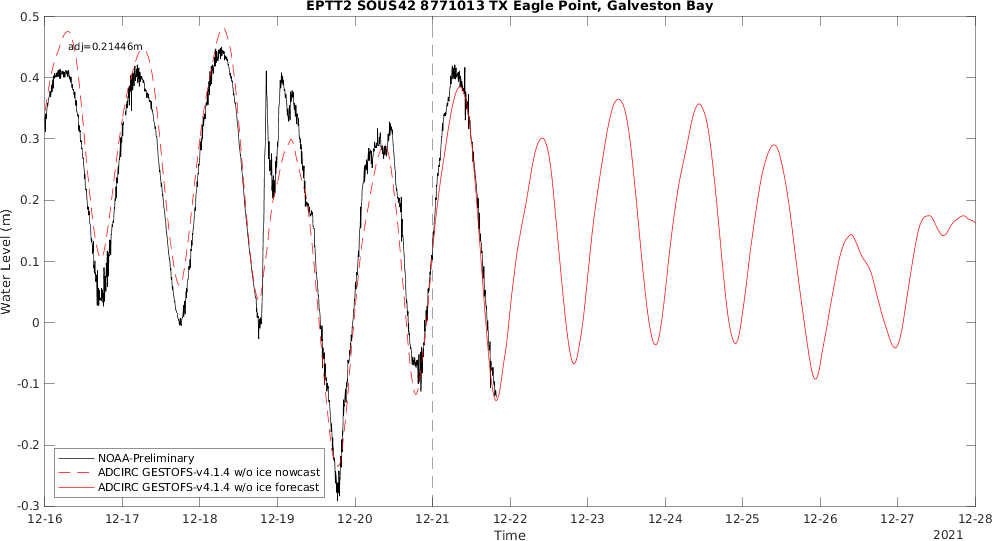 EPTT2 SOUS42 8771013 TX Eagle Point, Galveston Bay
adj=0.21446m
0.5
0.4
0.3
0.2
0.1
0
-0.1
-0.2
-0.3
Water Level (m)
NOAA-Preliminary
ADCIRC GESTOFS-v4.1.4 w/o ice nowcast
ADCIRC GESTOFS-v4.1.4 w/o ice forecast
12-16 12-17 12-18 12-19 12-20 12-21 12-22 12-23 12-24 12-25 12-26 12-27 12-28
Time
2021